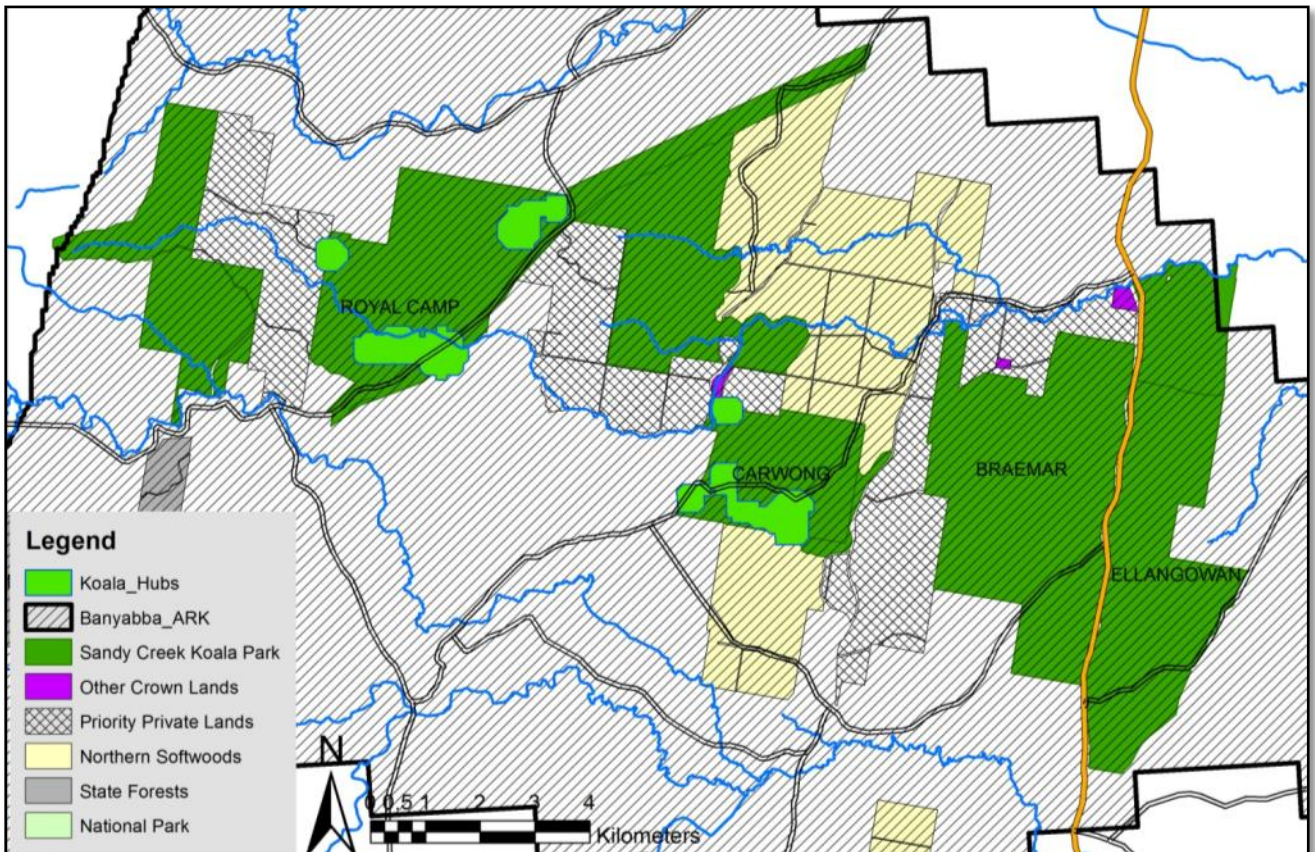 ROYAL CAMP
CARWONG
BRAEMAR
ELLANGOWAN
Legend
Koala_Hubs
Banyabba_ARK
Sandy Creek Koala Park
Other Crown Lands
Priority Private Lands
Northern Softwoods
State Forests
National Park
N
0 0.5 1 2 3 4
Kilometers